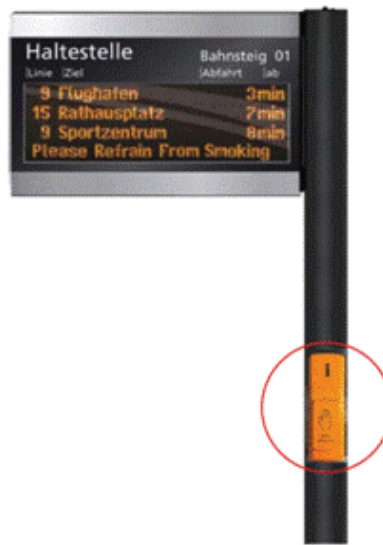 Haltestelle
Bahnsteig 01
|Linie |Ziel |Abfahrt |ab
9 Flughafen 3min
15 Rathausplatz 7min
9 Sportzentrum 8min
Please Refrain From Smoking
i